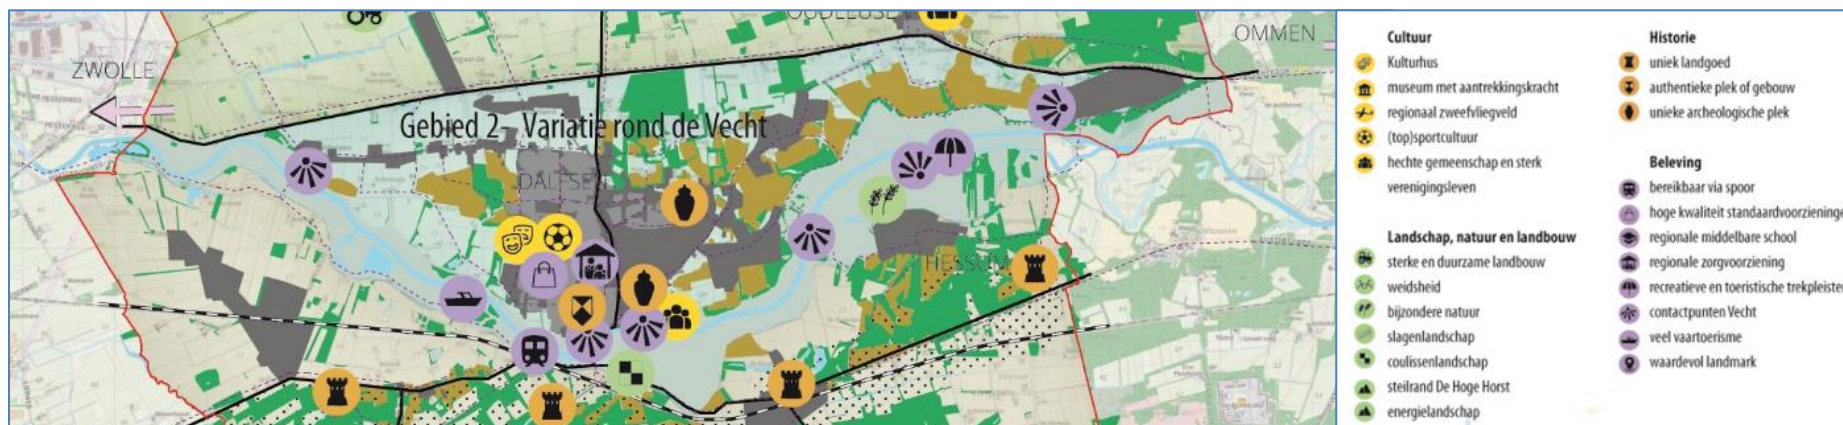 OUDLEUSE
OMMEN
ZWOLLE
Gebied 2 Variatie rond de Vecht
DALFSEN
HESSUM
Cultuur
Kulturhus
museum met aantrekkingskracht
regionaal zweefvliegveld
(top)sportcultuur
hechte gemeenschap en sterk
verenigingsleven
Landschap, natuur en landbouw
sterke en duurzame landbouw
weidsheid
bijzondere natuur
slagenlandschap
coulissenlandschap
steilrand De Hoge Horst
energielandschap
Historie
uniek landgoed
authentieke plek of gebouw
unieke archeologische plek
Beleving
bereikbaar via spoor
hoge kwaliteit standaardvoorzieninge
regionale middelbare school
regionale zorgvoorziening
recreatieve en toeristische trekpleister
contactpunten Vecht
veel vaartoerisme
waardevol landmark